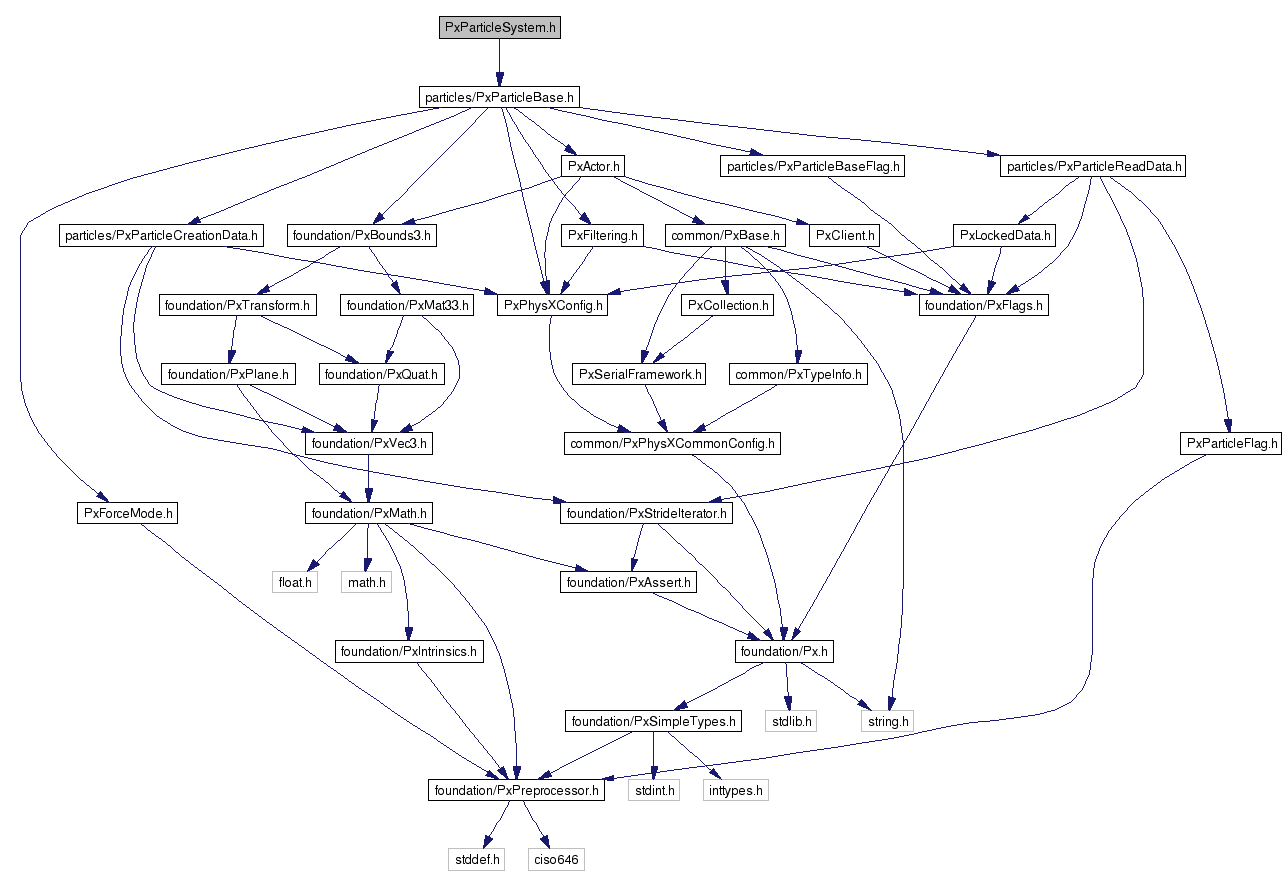 PxParticleSystem.h
particles/PxParticleBase.h
PxActor.h
particles/PxParticleBaseFlag.h
particles/PxParticleReadData.h
particles/PxParticleCreationData.h
foundation/PxBounds3.h
PxFiltering.h
common/PxBase.h
PxClient.h
PxLockedData.h
foundation/PxTransform.h
foundation/PxMat33.h
PxPhysXConfig.h
PxCollection.h
foundation/PxFlags.h
foundation/PxPlane.h
foundation/PxQuat.h
PxSerialFramework.h
common/PxTypeInfo.h
foundation/PxVec3.h
common/PxPhysXCommonConfig.h
PxParticleFlag.h
PxForceMode.h
foundation/PxMath.h
foundation/PxStrideIterator.h
float.h
math.h
foundation/PxAssert.h
foundation/PxIntrinsics.h
foundation/Px.h
foundation/PxSimpleTypes.h
stdlib.h
string.h
foundation/PxPreprocessor.h
stdint.h
inttypes.h
stddef.h
ciso646